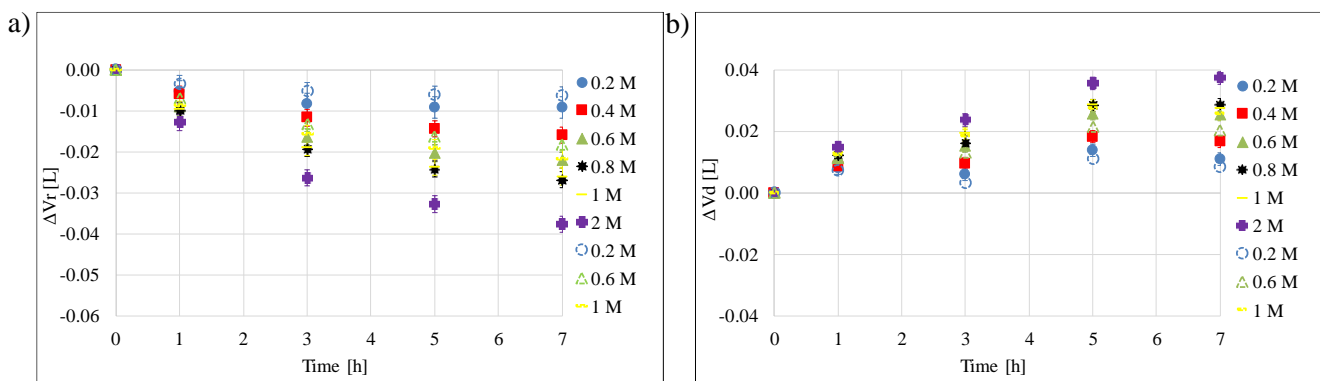 a)
0.00
-0.01
-0.02
-0.03
-0.04
-0.05
-0.06
ΔVr [L]
0 1 2 3 4 5 6 7
Time [h]
0.2 M
0.4 M
0.6 M
0.8 M
1 M
2 M
0.2 M
0.6 M
1 M
b)
0.04
0.02
0.00
-0.02
-0.04
ΔVd [L]
0 1 2 3 4 5 6 7
Time [h]
0.2 M
0.4 M
0.6 M
0.8 M
1 M
2 M
0.2 M
0.6 M
1 M